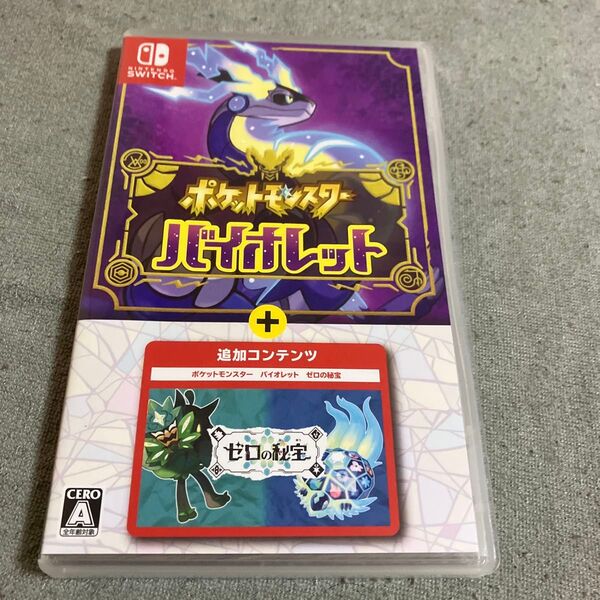 NINTENDO
SWITCH™
ポケットモンスター
バイオレット
+
追加コンテンツ
ポケットモンスター バイオレット ゼロの秘宝
ゼロの秘宝
CERO
A
全年齢対象